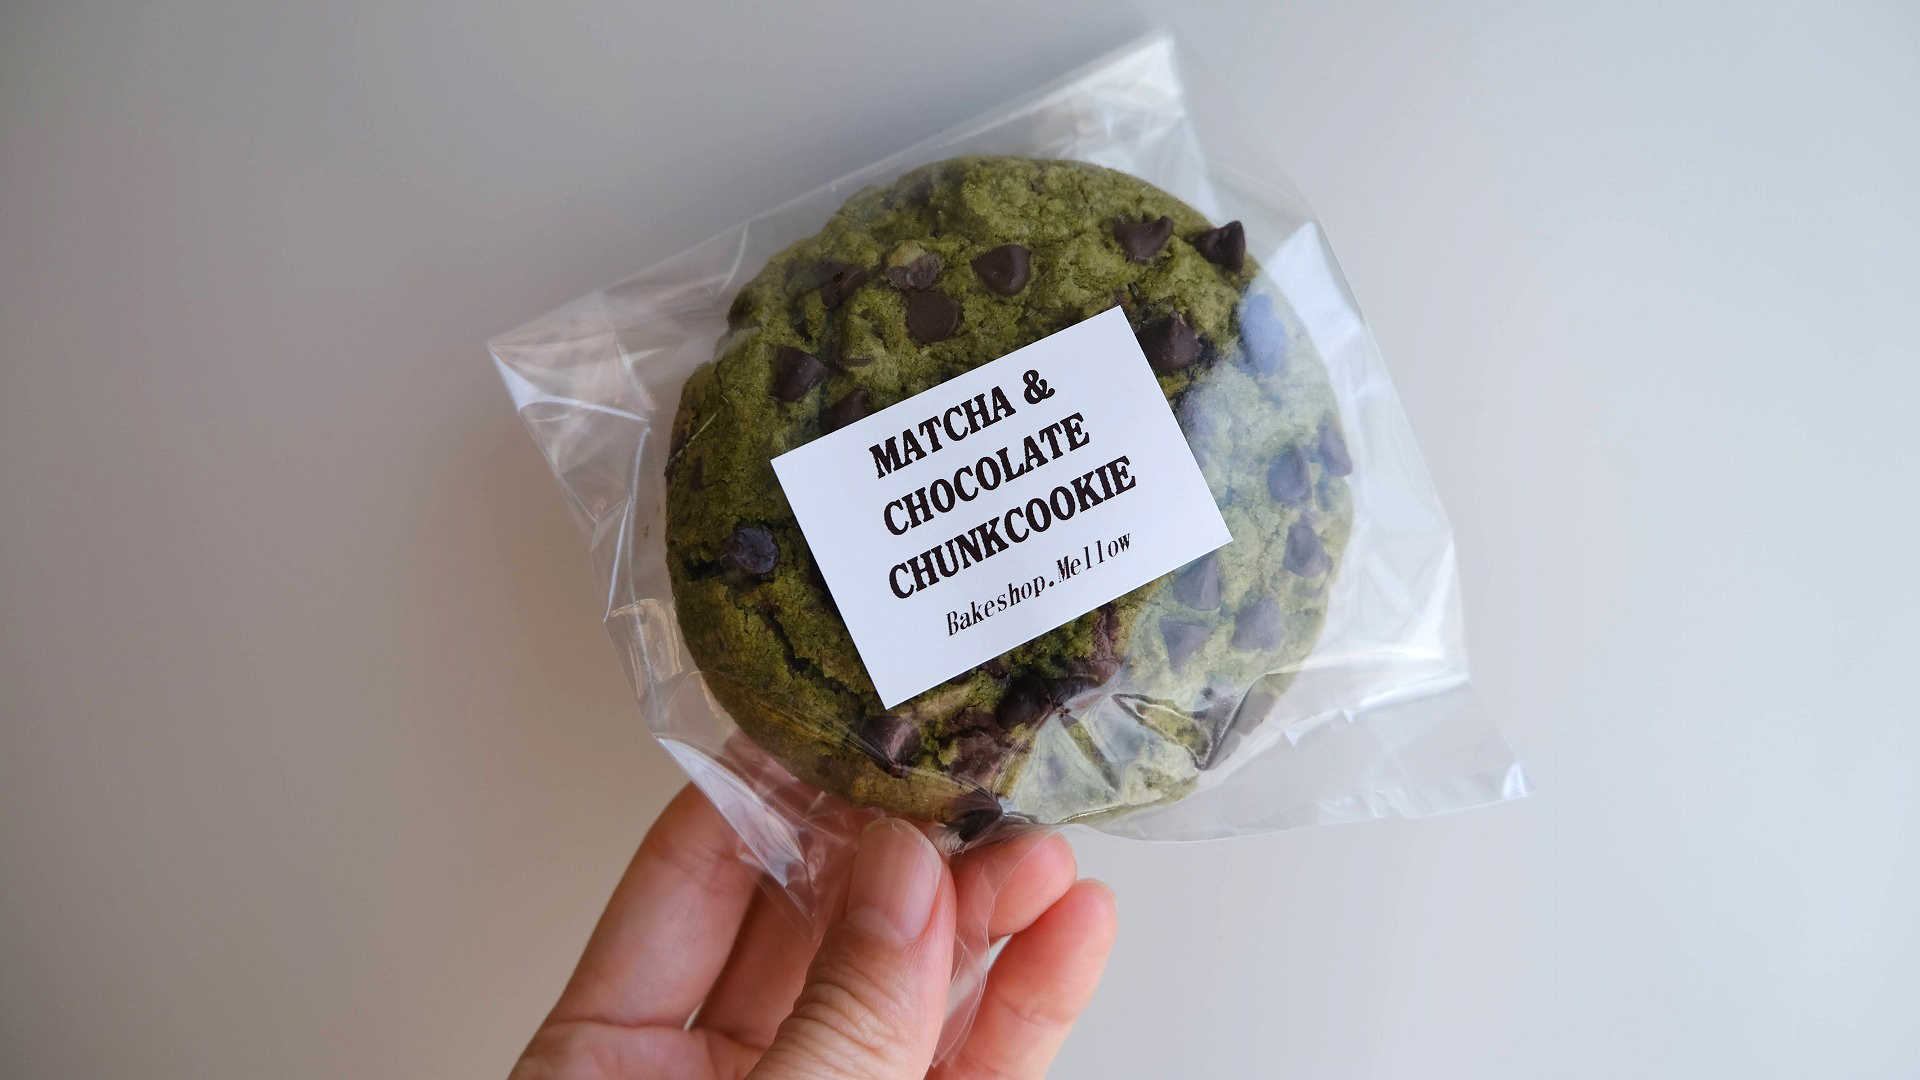 MATCHA &
CHOCOLATE
CHUNKCOOKIE
Bakeshop.Mellow